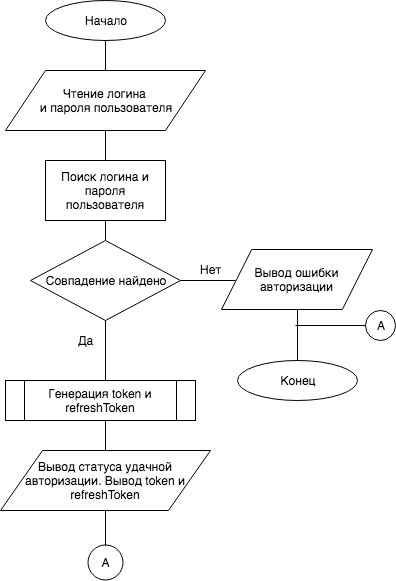 Начало
Чтение логина
и пароля пользователя
Поиск логина и
пароля
пользователя
Совпадение найдено
Нет
Вывод ошибки
авторизации
А
Да
Конец
Генерация token и
refreshToken
Вывод статуса удачной
авторизации. Вывод token и
refreshToken
А